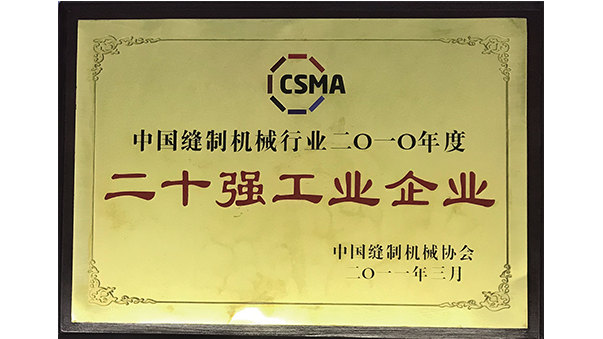 CSMA
中国缝制机械行业二〇一〇年度
二十强工业企业
中国缝制机械协会
二〇一一年三月